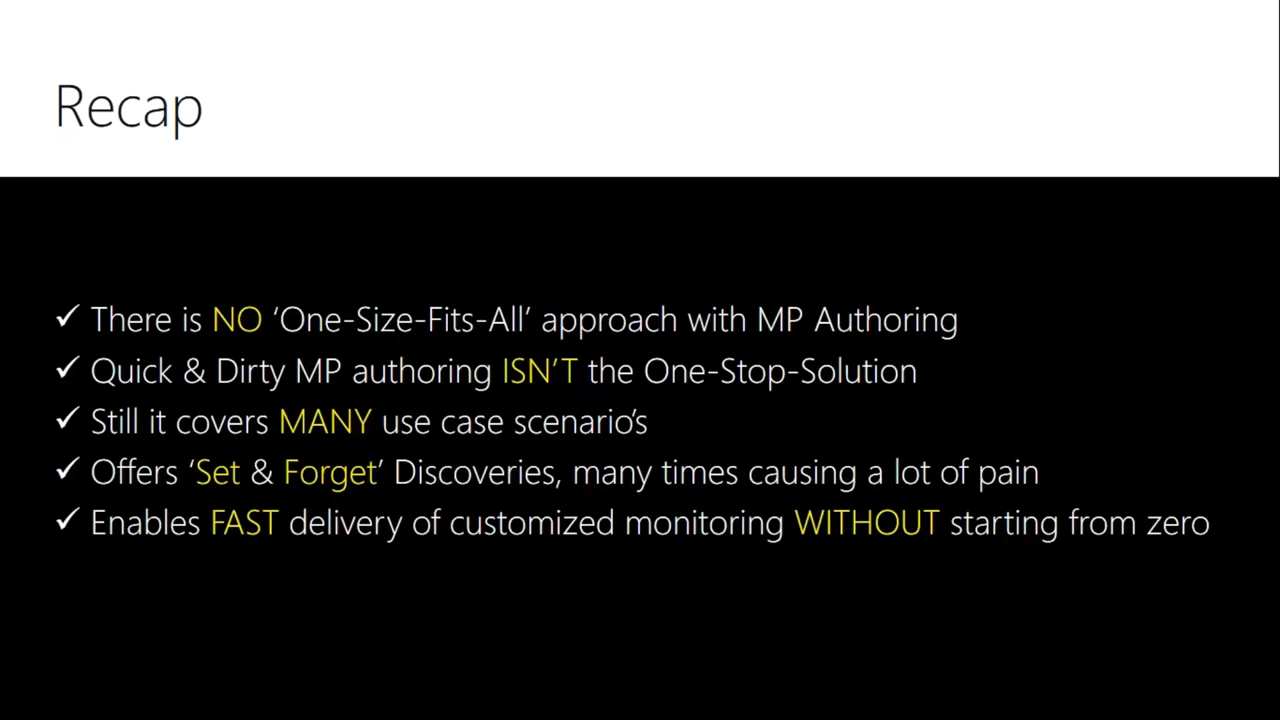 Recap
✓ There is NO ‘One-Size-Fits-All’ approach with MP Authoring
✓ Quick & Dirty MP authoring ISN’T the One-Stop-Solution
✓ Still it covers MANY use case scenario’s
✓ Offers ‘Set & Forget’ Discoveries, many times causing a lot of pain
✓ Enables FAST delivery of customized monitoring WITHOUT starting from zero